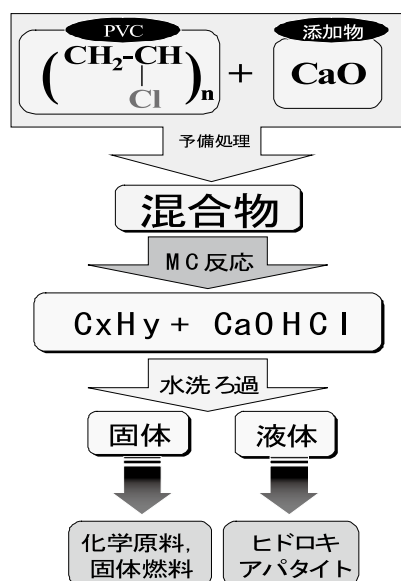 PVC
添加物
(CH2-CH)n + CaO
Cl
予備処理
混合物
MC反応
CxHy + CaOHCl
水洗ろ過
固体
液体
化学原料,
固体燃料
ヒドロキ
アパタイト